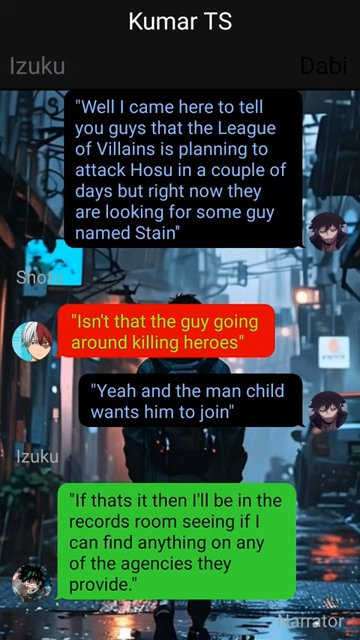 Kumar TS
Izuku
Dabi
"Well I came here to tell
you guys that the League
of Villains is planning to
attack Hosu in a couple of
days but right now they
are looking for some guy
named Stain"
Shoto
"Isn't that the guy going
around killing heroes"
"Yeah and the man child
wants him to join"
Izuku
"If thats it then I'll be in the
records room seeing if I
can find anything on any
of the agencies they
provide."
Narrator